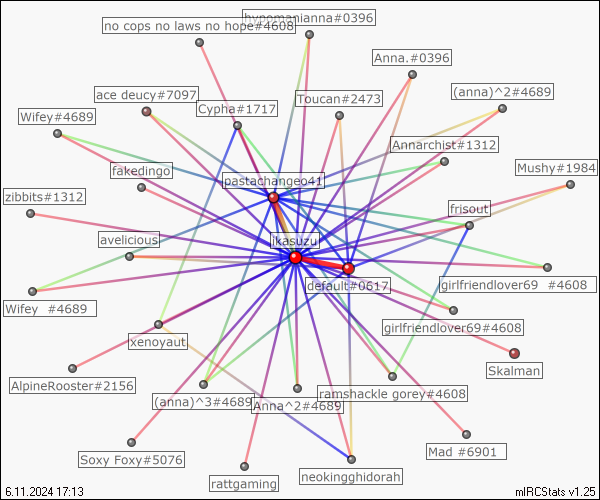 hypomanianna#0396
no cops no laws no hope#4608
Anna.#0396
ace deucy#7097
Toucan#2473
(anna)^2#4689
Wifey#4689
Cypha#1717
Annarchist#1312
fakedingo
Mushy#1984
pastachangeo41
zibbits#1312
frisout
avelicious
ikasuzu
default#0617
girlfriendlover69 #4608
Wifey #4689
girlfriendlover69#4608
xenoyaut
Skalman
AlpineRooster#2156
ramshackle gorey#4608
(anna)^3#4689
Anna^2#4689
Mad #6901
Soxy Foxy#5076
rattgaming
neokingghidorah
6.11.2024 17:13
mIRCStats v1.25